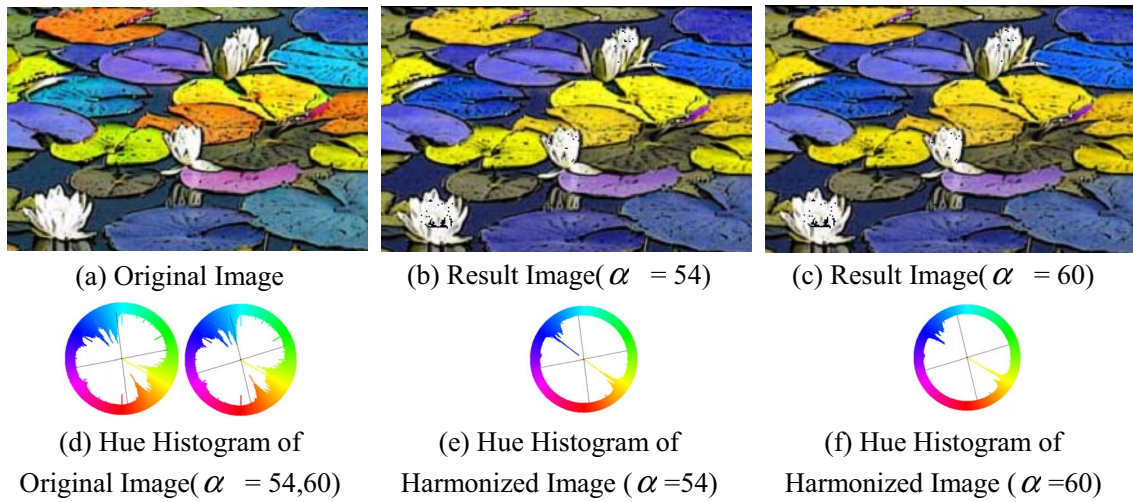 (a) Original Image
(b) Result Image(α = 54)
(c) Result Image(α = 60)
(d) Hue Histogram of
Original Image(α = 54,60)
(e) Hue Histogram of
Harmonized Image (α =54)
(f) Hue Histogram of
Harmonized Image (α =60)